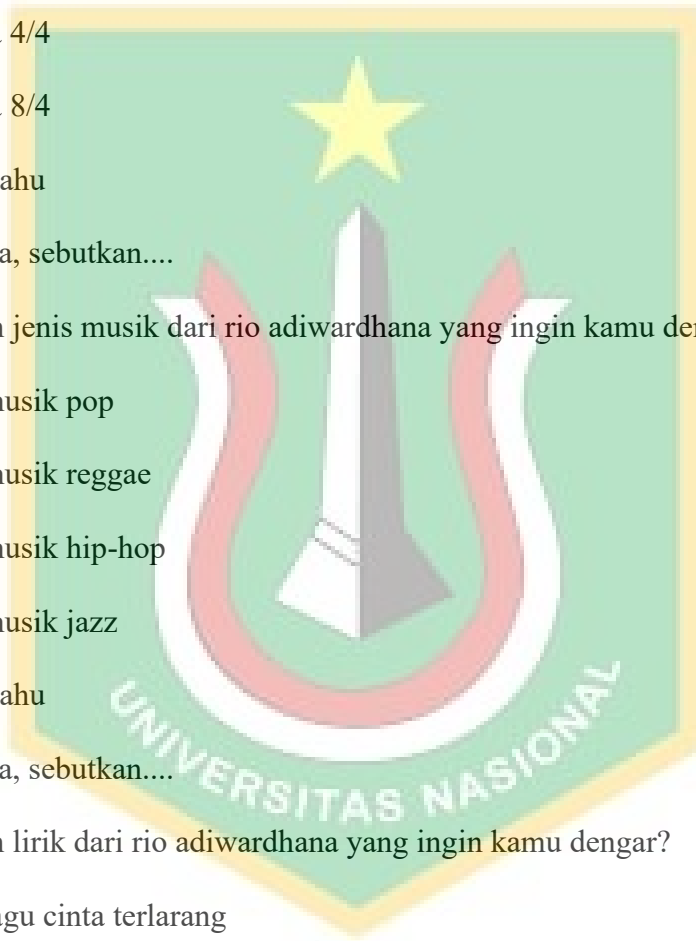 4/4
8/4
ahu
a, sebutkan....
n jenis musik dari rio adiwardhana yang ingin kamu der
usik pop
usik reggae
usik hip-hop
usik jazz
ahu
a, sebutkan....
n lirik dari rio adiwardhana yang ingin kamu dengar?
agu cinta terlarang
UNIVERSITAS NASIONAL